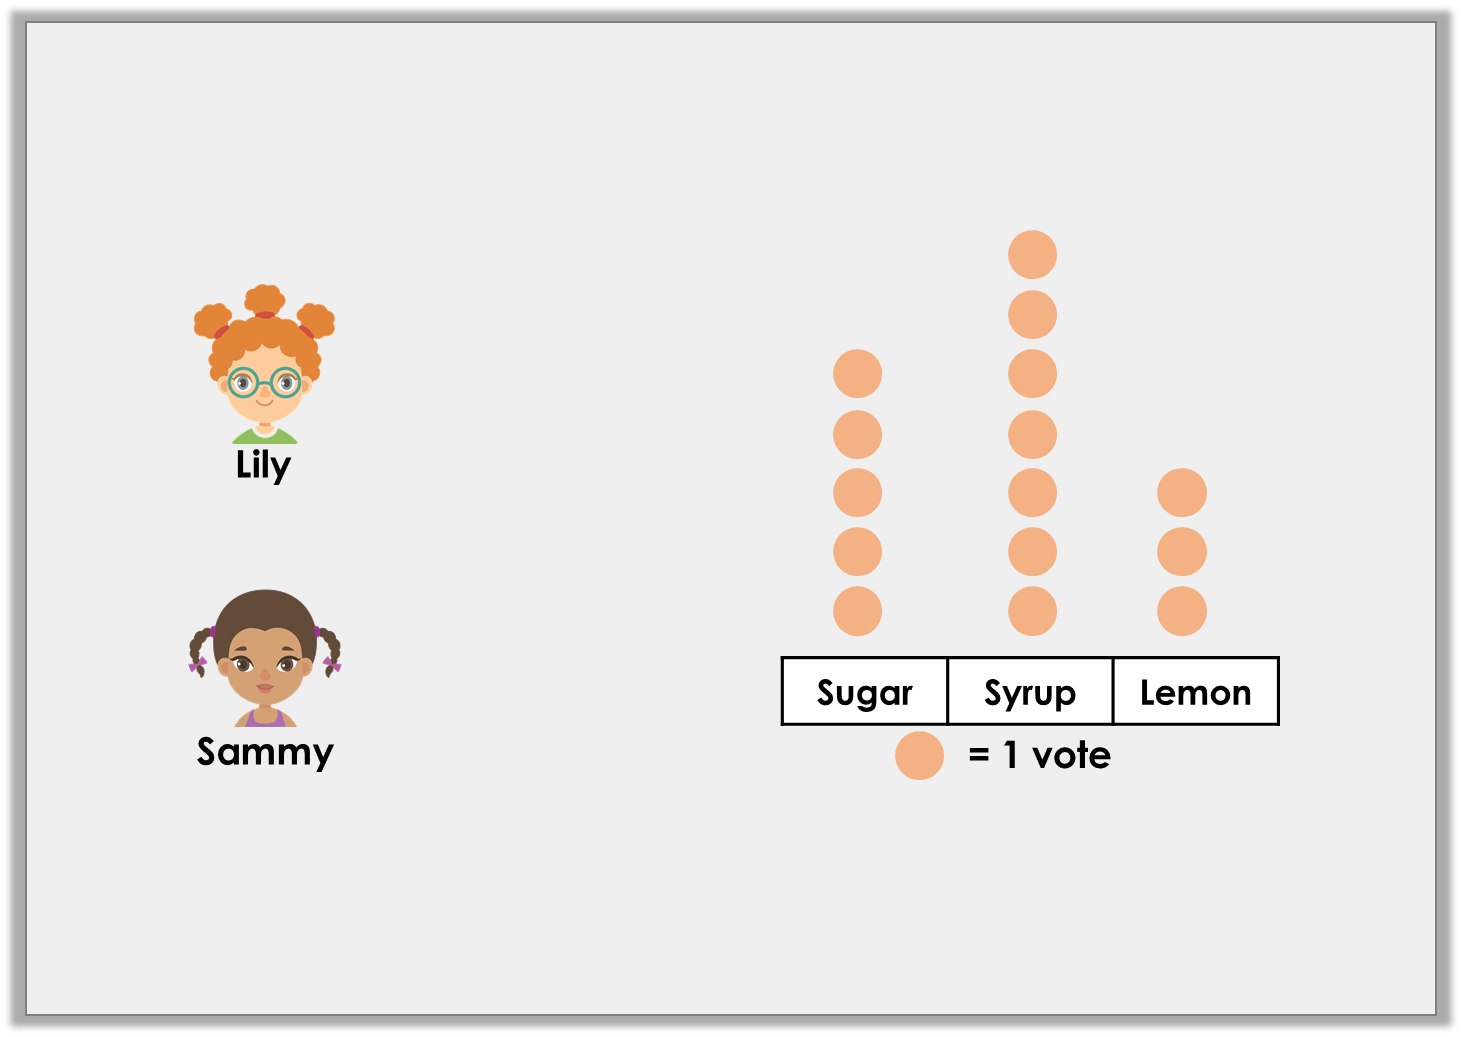 Lily
Sammy
Sugar Syrup Lemon
= 1 vote